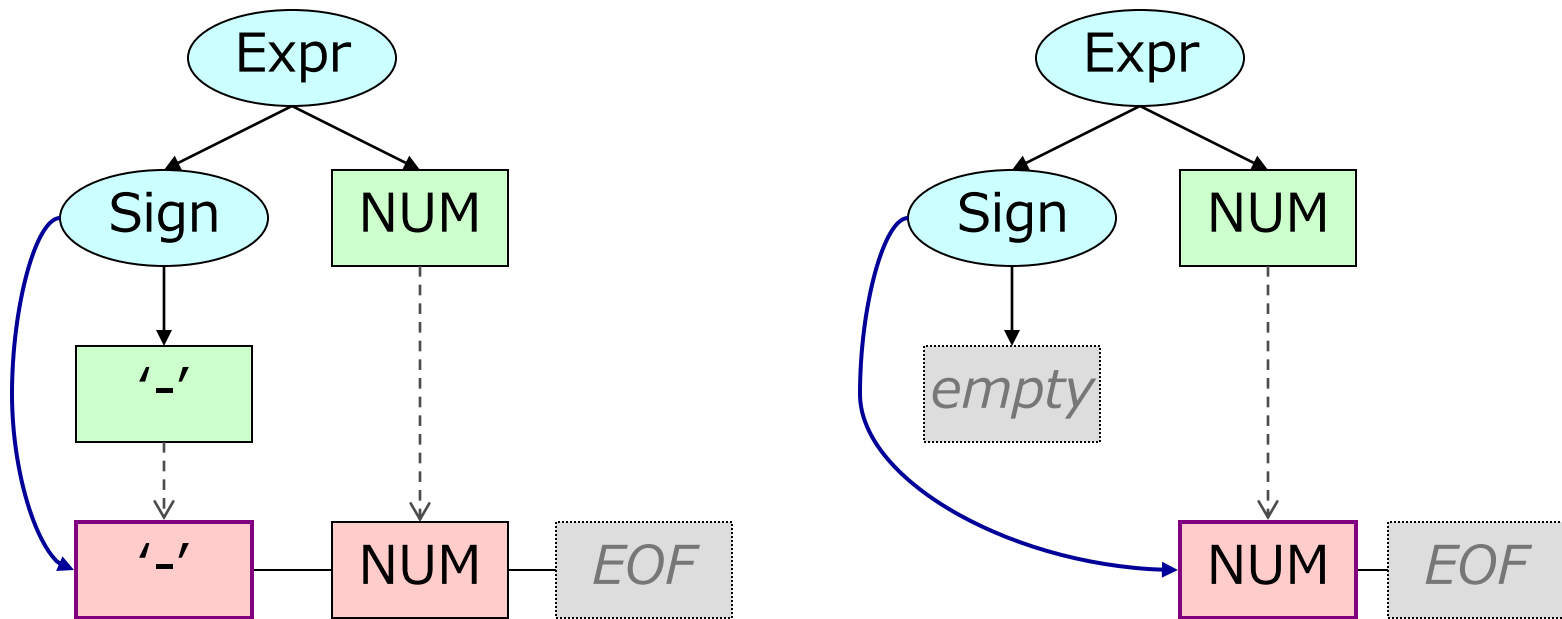 Expr
Sign
NUM
‘-’
‘-’
NUM
EOF
Expr
Sign
NUM
empty
NUM
EOF